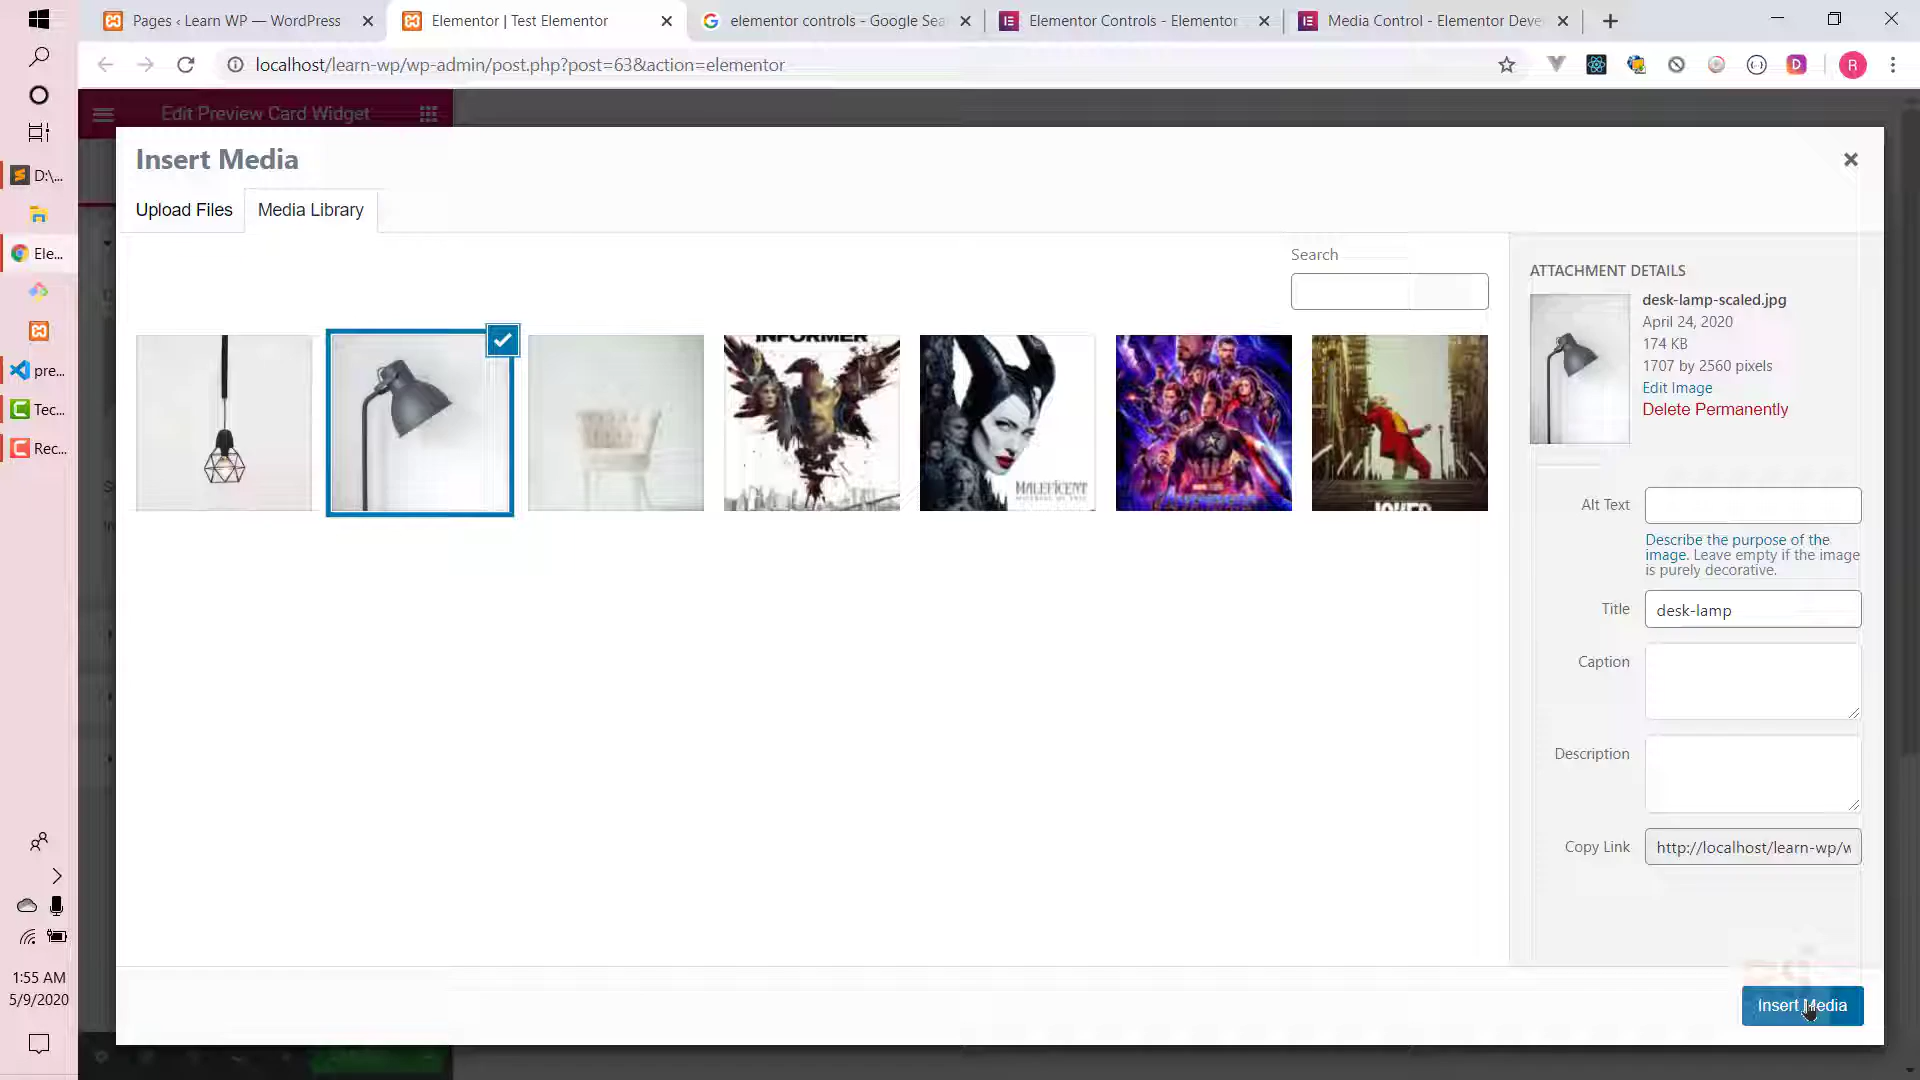 Pages ‹ Learn WP — WordPress
Elementor | Test Elementor
elementor controls - Google Sea
Elementor Controls - Elementor
Media Control - Elementor Deve
localhost/learn-wp/wp-admin/post.php?post=63&action=elementor
R
D:\...
Ele...
pre...
Tec...
Rec...
1:55 AM
5/9/2020
Edit Preview Card Widget
Insert Media
Upload Files
Media Library
Search
INFORMER
MALEFICENT
JOKER
ATTACHMENT DETAILS
desk-lamp-scaled.jpg
April 24, 2020
174 KB
1707 by 2560 pixels
Edit Image
Delete Permanently
Alt Text
Describe the purpose of the
image. Leave empty if the image
is purely decorative.
Title
desk-lamp
Caption
Description
Copy Link
http://localhost/learn-wp/w
Insert Media